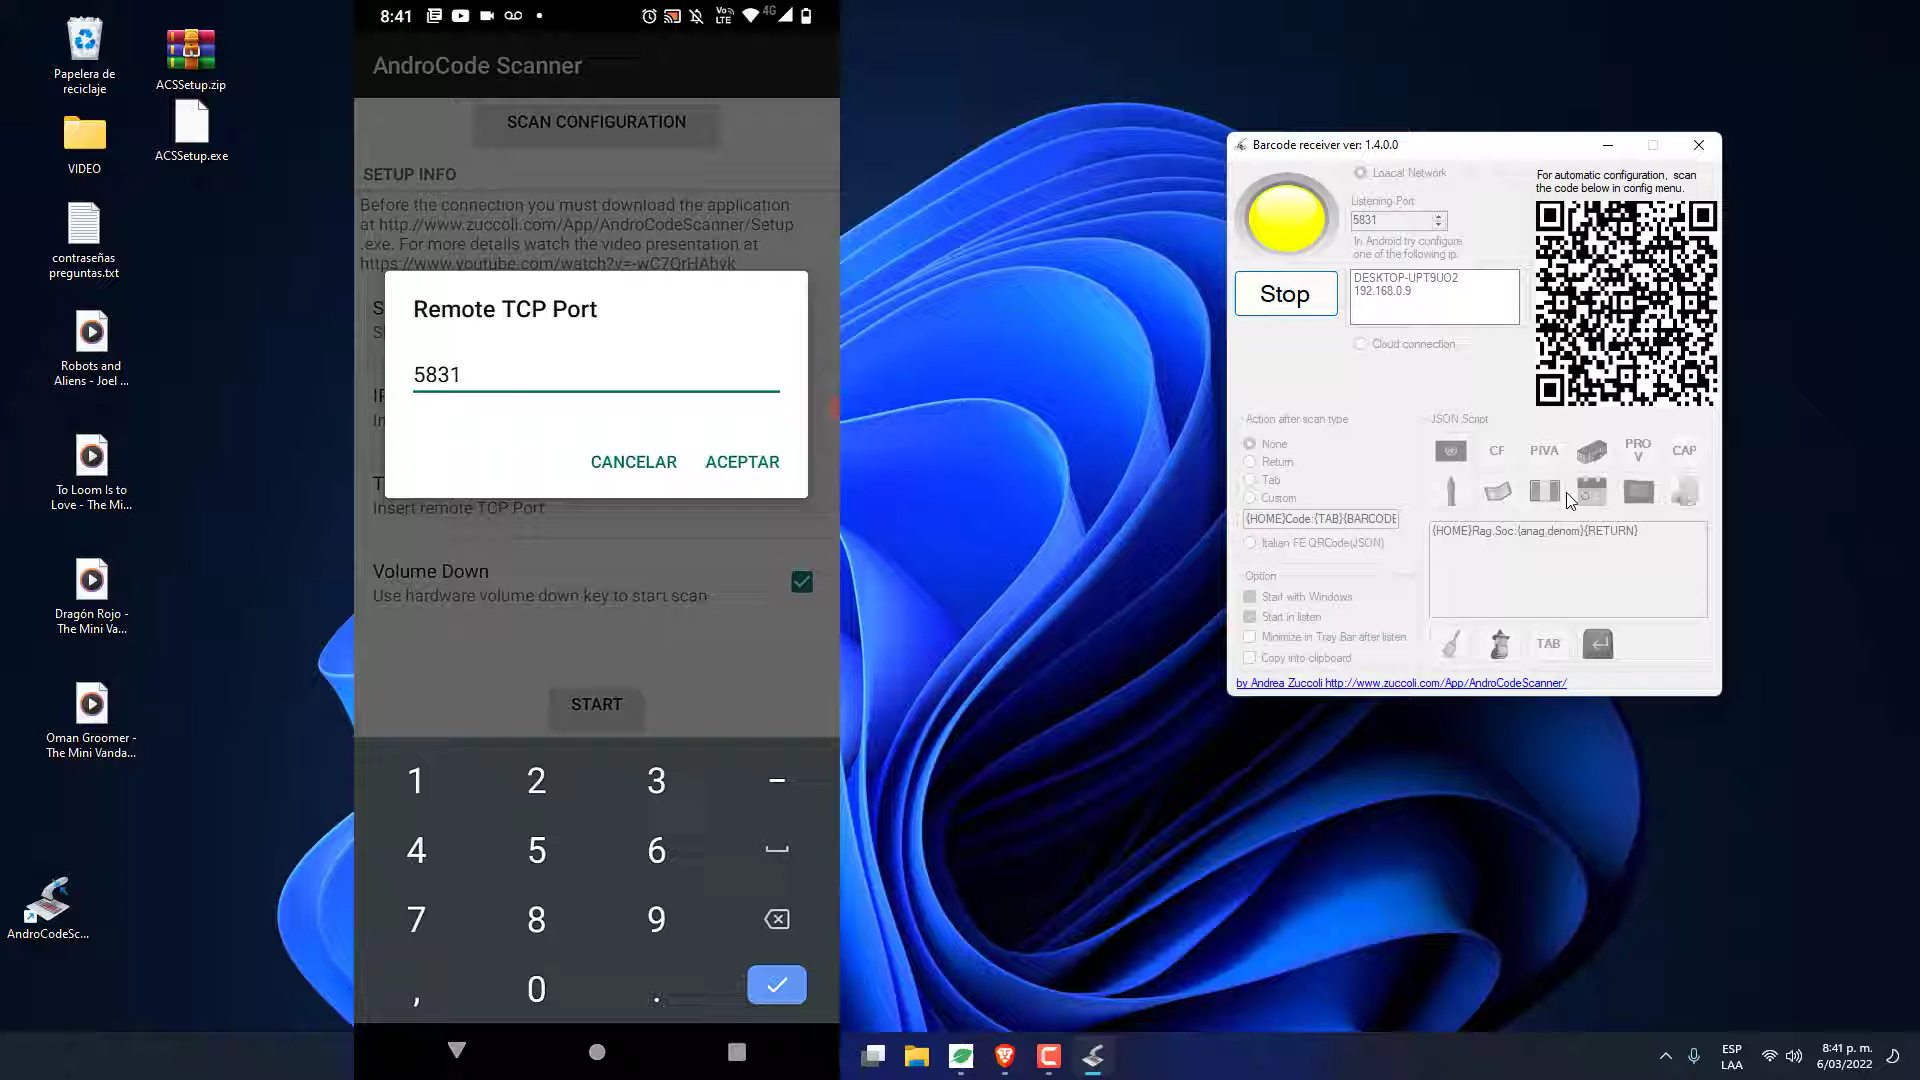 Papelera de
reciclaje
ACSSetup.zip
VIDEO
ACSSetup.exe
contraseñas
preguntas.txt
Robots and
Aliens - Joel ...
To Loom Is to
Love - The Mi...
Dragón Rojo -
The Mini Va...
Oman Groomer -
The Mini Vanda...
AndroCodeSc...
8:41
Vo))
LTE
4G
AndroCode Scanner
SCAN CONFIGURATION
SETUP INFO
Before the connection you must download the application
at http://www.zuccoli.com/App/AndroCodeScanner/Setup
.exe. For more details watch the video presentation at
https://www.youtube.com/watch?v=-wC7QrHAbyk
Remote TCP Port
5831
CANCELAR
ACEPTAR
Insert remote TCP Port
Volume Down
Use hardware volume down key to start scan
START
1
2
3
-
4
5
6
7
8
9
,
0
.
Barcode receiver ver: 1.4.0.0
Loacal Network
Listening Port
5831
In Android try configure
one of the following ip.
Stop
DESKTOP-UPT9UO2
192.168.0.9
Cloud connection
For automatic configuration, scan
the code below in config menu.
Action after scan type
None
Return
Tab
Custom
{HOME}Code:{TAB}{BARCODE
Italian FE QRCode(JSON)
JSON Script
CF
PIVA
PRO
V
CAP
{HOME}Rag.Soc:{anag,denom}{RETURN}
Option
Start with Windows
Start in listen
Minimize in Tray Bar after listen
Copy into clipboard
TAB
by Andrea Zuccoli http://www.zuccoli.com/App/AndroCodeScanner/
ESP
LAA
8:41 p. m.
6/03/2022